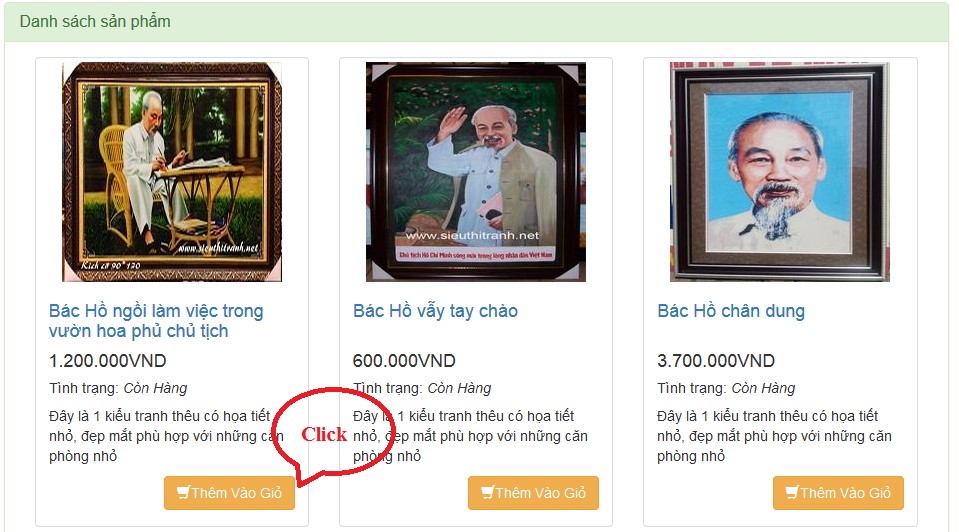 Danh sách sản phẩm
www.sieuthitranh.net
Kích cỡ 90*120
Bác Hồ ngồi làm việc trong
vườn hoa phủ chủ tịch
1.200.000VND
Tình trạng: Còn Hàng
Đây là 1 kiểu tranh thêu có họa tiết
nhỏ, đẹp mắt phù hợp với những căn
phòng nhỏ
Thêm Vào Giỏ
Click
www.sieuthitranh.net
Chủ tịch Hồ Chí Minh sống mãi trong lòng nhân dân Việt Nam
Bác Hồ vẫy tay chào
600.000VND
Tình trạng: Còn Hàng
Đây là 1 kiểu tranh thêu có họa tiết
nhỏ, đẹp mắt phù hợp với những căn
phòng nhỏ
Thêm Vào Giỏ
Bác Hồ chân dung
3.700.000VND
Tình trạng: Còn Hàng
Đây là 1 kiểu tranh thêu có họa tiết
nhỏ, đẹp mắt phù hợp với những căn
phòng nhỏ
Thêm Vào Giỏ